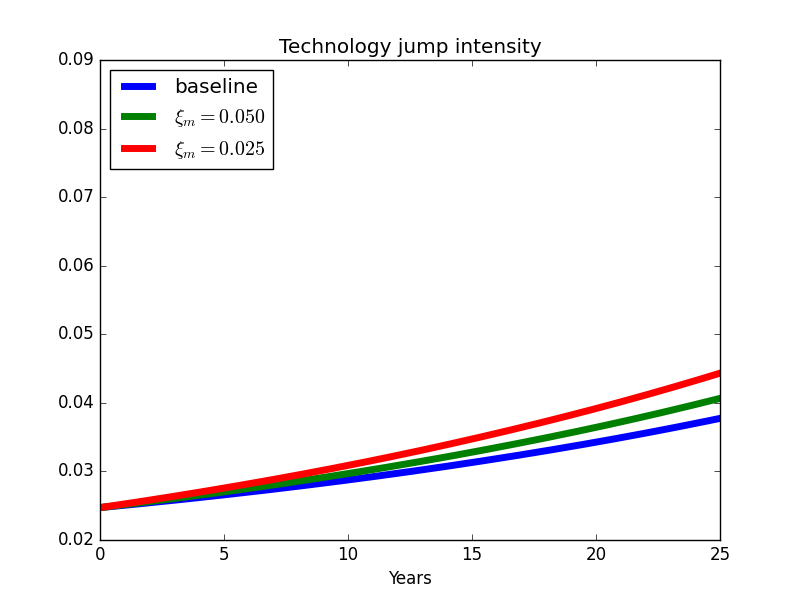 Technology jump intensity
0.09
0.08
0.07
0.06
0.05
0.04
0.03
0.02
baseline
ξₘ = 0.050
ξₘ = 0.025
0 5 10 15 20 25
Years